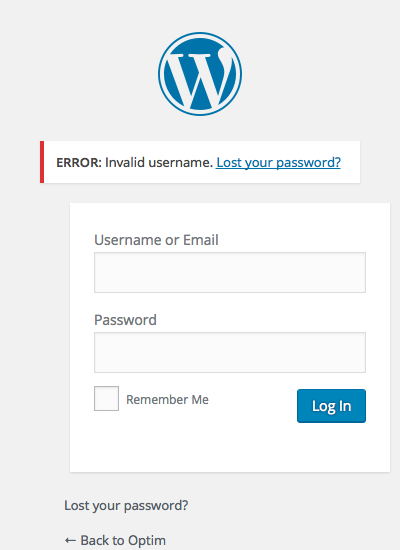 ERROR: Invalid username. Lost your password?
Username or Email
Password
Remember Me
Log In
Lost your password?
← Back to Optim